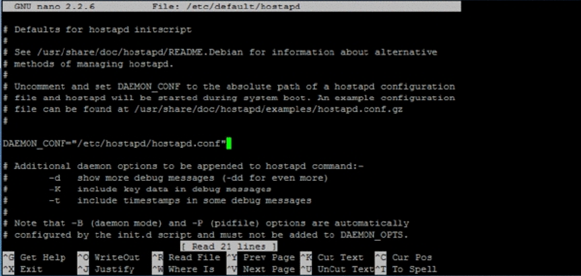 GNU nano 2.2.6 File: /etc/default/hostapd
# Defaults for hostapd initscript
#
# See /usr/share/doc/hostapd/README.Debian for information about alternative
# methods of managing hostapd.
#
# Uncomment and set DAEMON_CONF to the absolute path of a hostapd configuration
# file and hostapd will be started during system boot. An example configuration
# file can be found at /usr/share/doc/hostapd/examples/hostapd.conf.gz
#
DAEMON_CONF="/etc/hostapd/hostapd.conf"
# Additional daemon options to be appended to hostapd command:-
# -d show more debug messages (-dd for even more)
# -K include key data in debug messages
# -t include timestamps in some debug messages
#
# Note that -B (daemon mode) and -P (pidfile) options are automatically
# configured by the init.d script and must not be added to DAEMON_OPTS.
[ Read 21 lines ]
^G Get Help ^O WriteOut ^R Read File ^Y Prev Page ^K Cut Text ^C Cur Pos
^X Exit ^J Justify ^W Where Is ^V Next Page ^U UnCut Text ^T To Spell